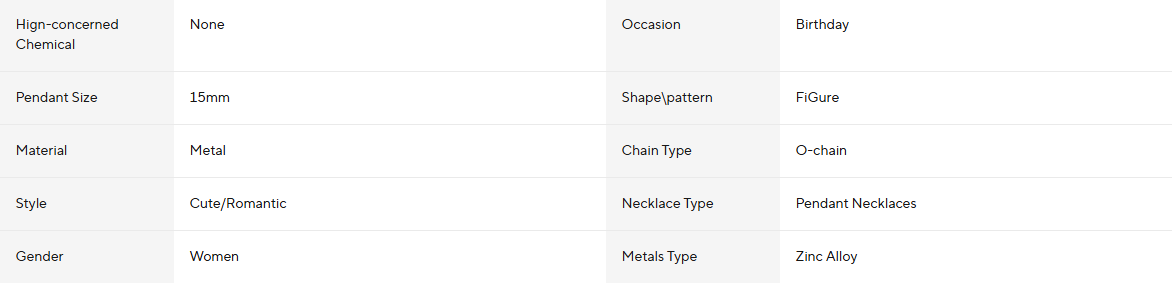 Hign-concerned
Chemical
None
Occasion
Birthday
Pendant Size
15mm
Shape\pattern
FiGure
Material
Metal
Chain Type
O-chain
Style
Cute/Romantic
Necklace Type
Pendant Necklaces
Gender
Women
Metals Type
Zinc Alloy